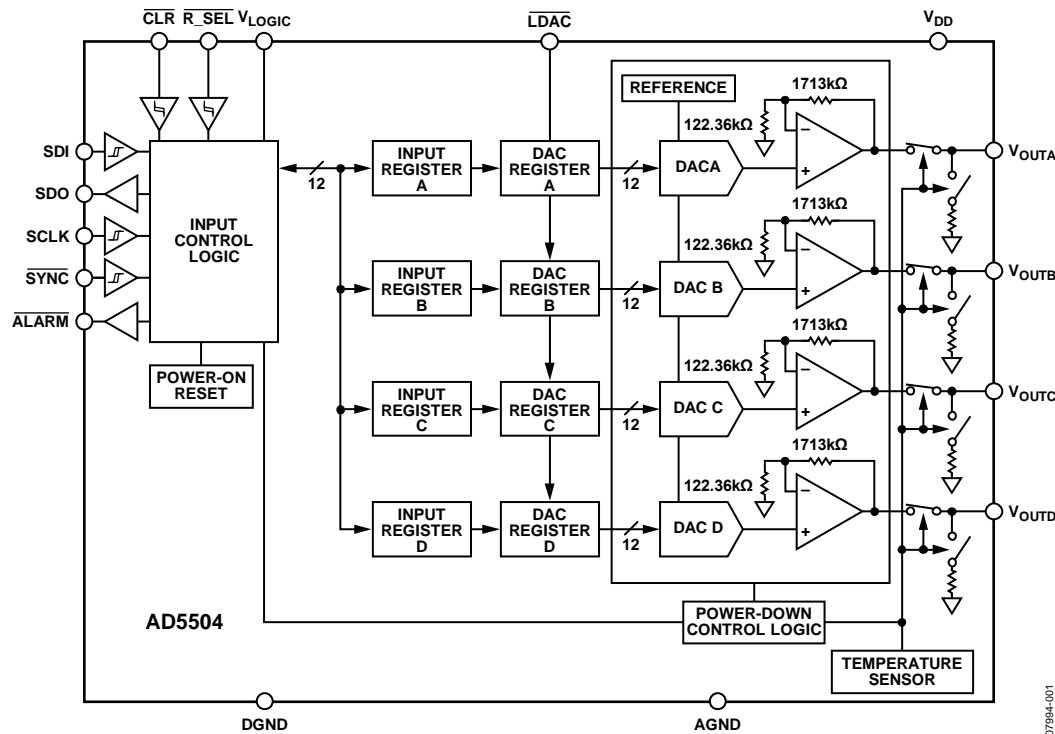 CLR R_SEL VLOGIC LDAC VDD
REFERENCE
1713kΩ
122.36kΩ
SDI
SDO
SCLK
SYNC
ALARM
INPUT
CONTROL
LOGIC
POWER-ON
RESET
12
INPUT
REGISTER
A
DAC
REGISTER
A
12
DACA
−
+
VOUTA
1713kΩ
122.36kΩ
INPUT
REGISTER
B
DAC
REGISTER
B
12
DAC B
−
+
VOUTB
1713kΩ
122.36kΩ
INPUT
REGISTER
C
DAC
REGISTER
C
12
DAC C
−
+
VOUTC
1713kΩ
122.36kΩ
INPUT
REGISTER
D
DAC
REGISTER
D
12
DAC D
−
+
VOUTD
AD5504
POWER-DOWN
CONTROL LOGIC
TEMPERATURE
SENSOR
DGND
AGND
07994-001